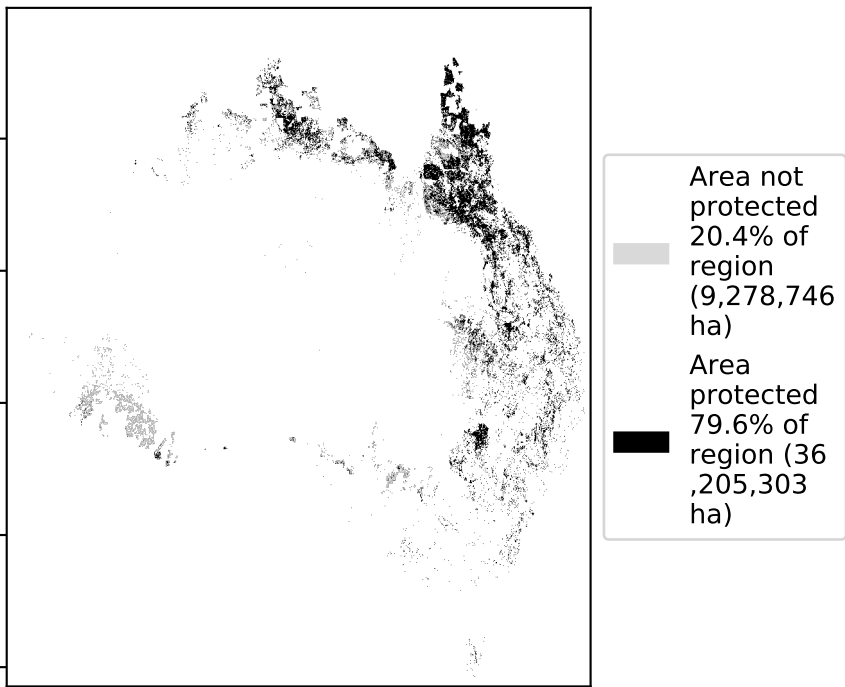 Area not
protected
20.4% of
region
(9,278,746
ha)
Area
protected
79.6% of
region (36
,205,303
ha)